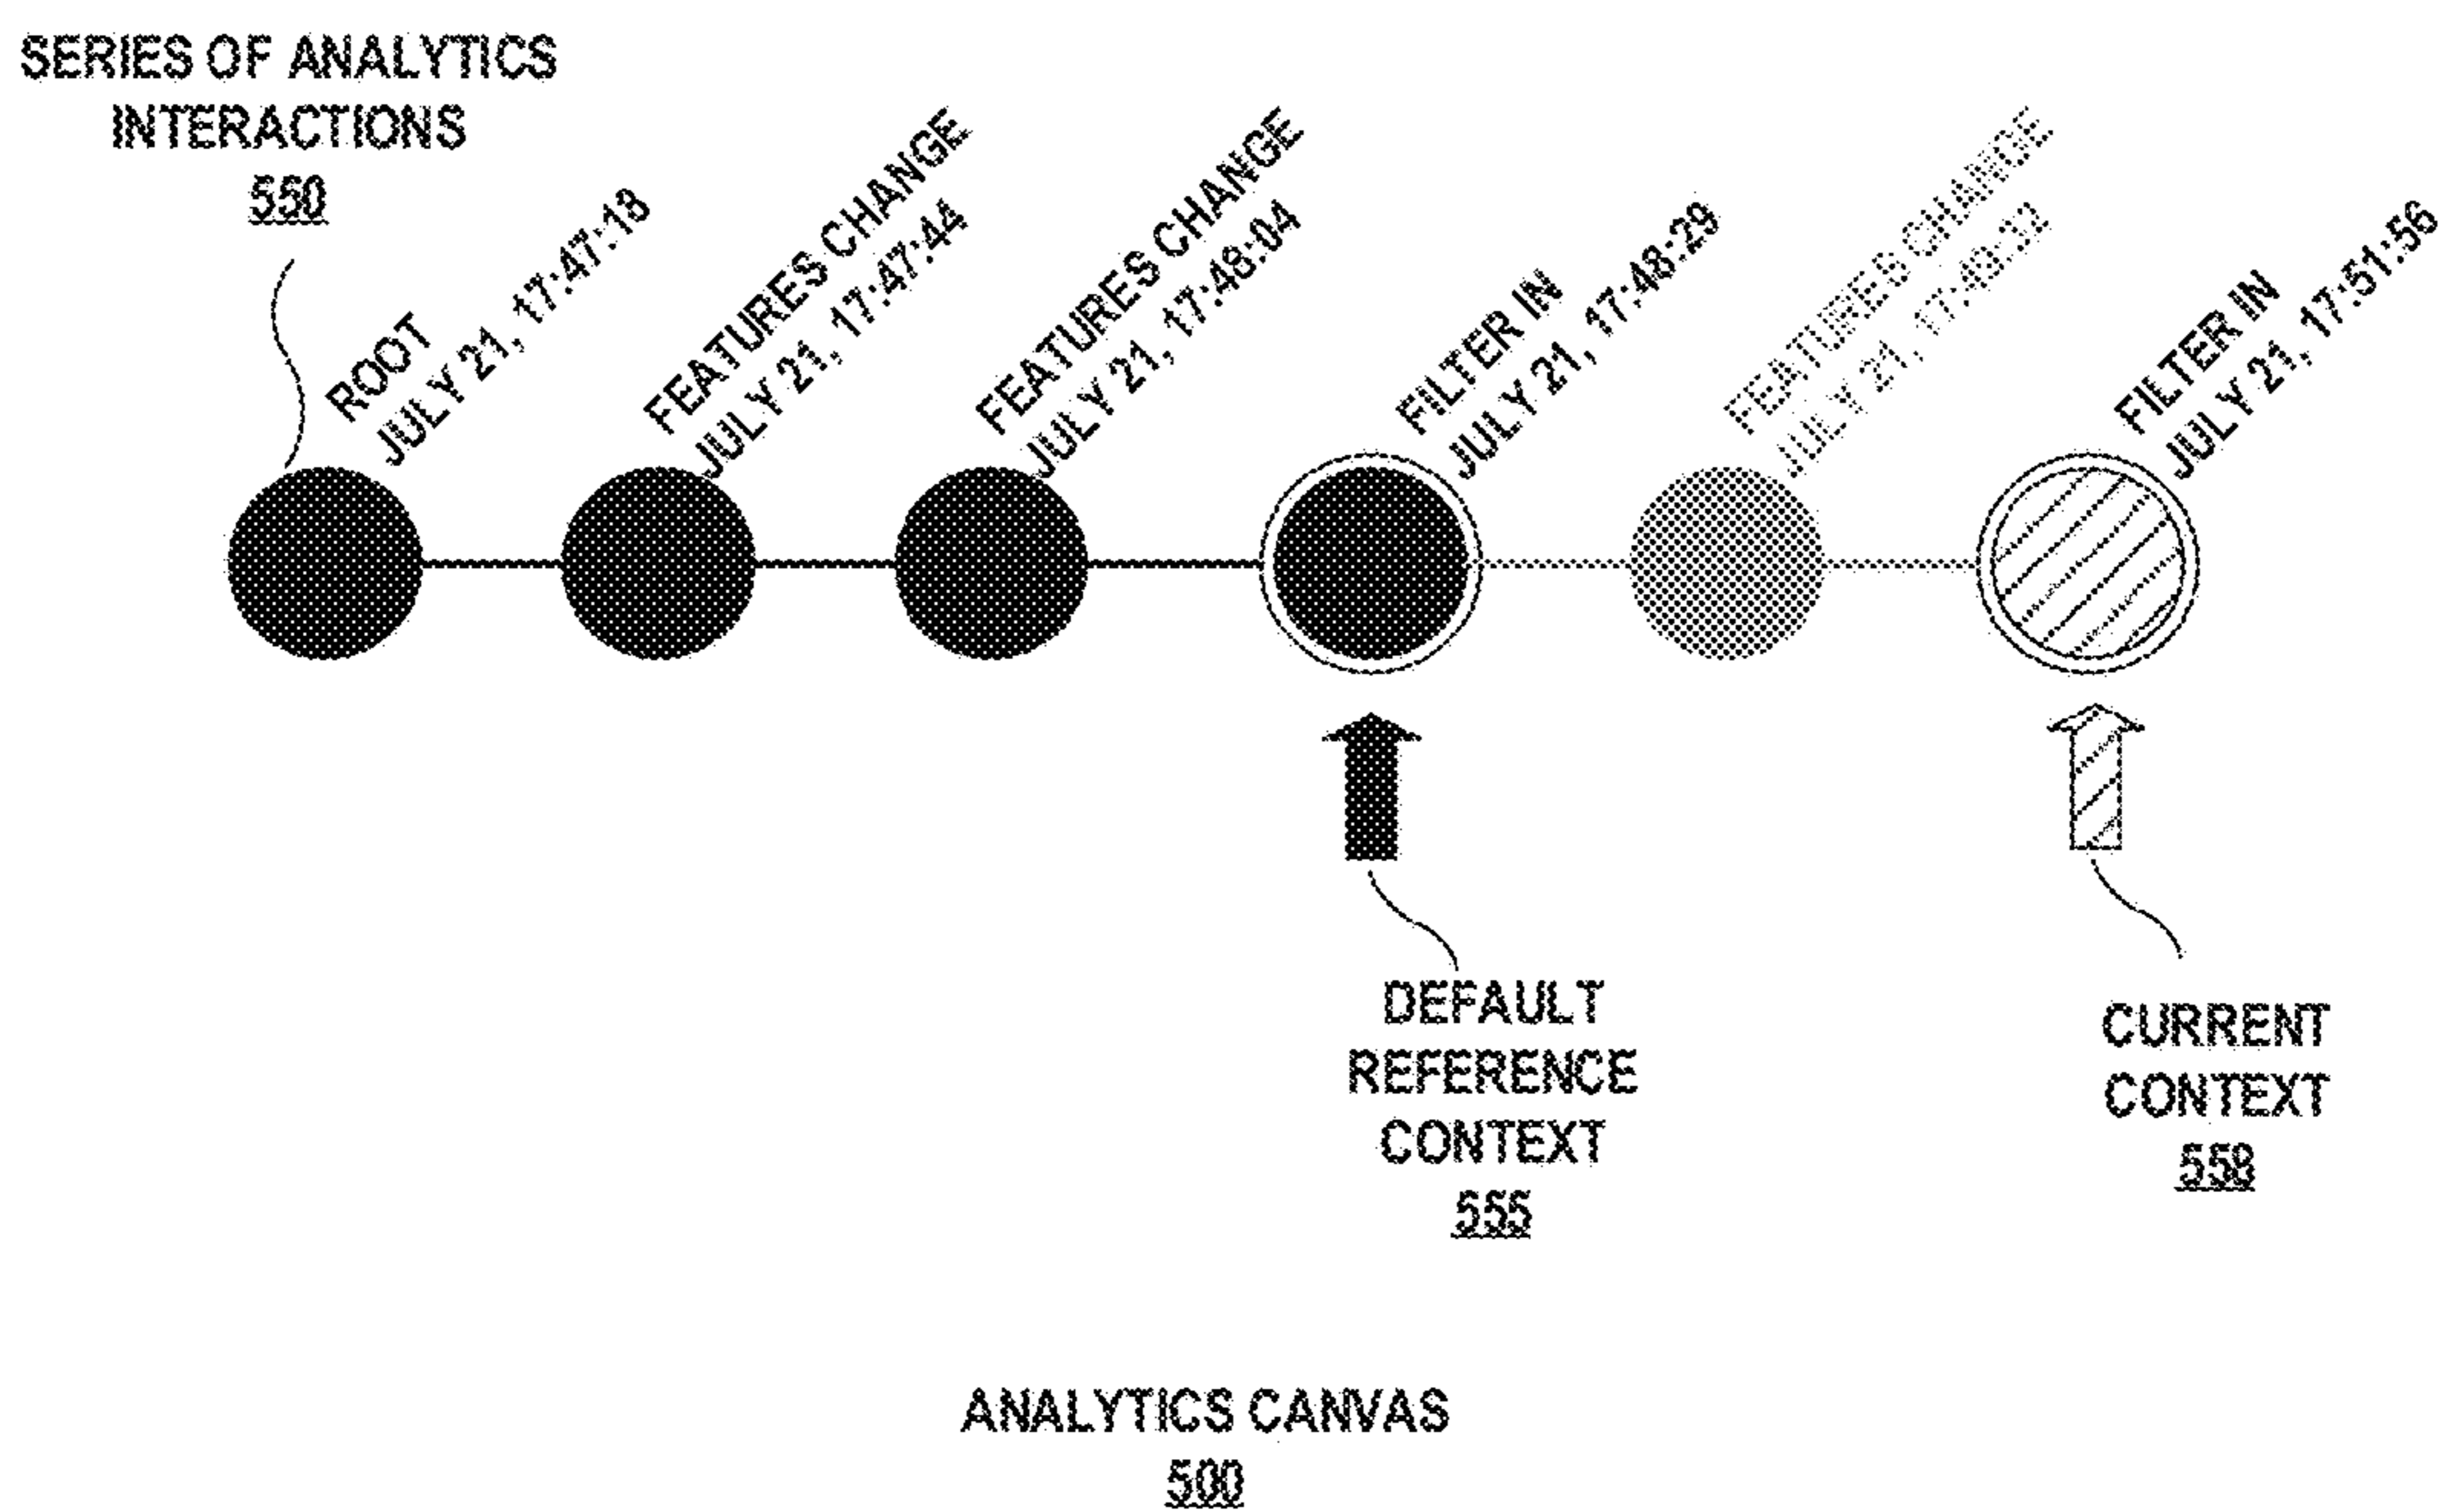 SERIES OF ANALYTICS
INTERACTIONS
550
ROOT
JULY 21, 17:47:18
FEATURES CHANGE
JULY 21, 17:47:44
FEATURES CHANGE
JULY 21, 17:48:04
FILTER IN
JULY 21, 17:48:29
FEATURES CHANGE
JULY 21,
FILTER IN
JULY 21, 17:51:56
DEFAULT
REFERENCE
CONTEXT
555
CURRENT
CONTEXT
558
ANALYTICS CANVAS
500